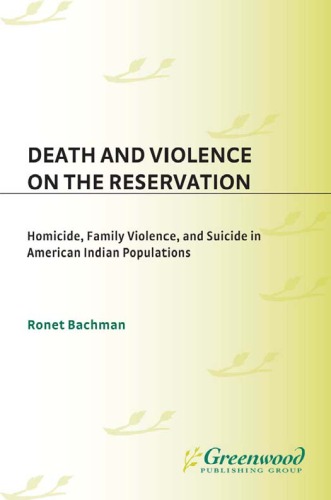 DEATH AND VIOLENCE
ON THE RESERVATION
Homicide, Family Violence, and Suicide in
American Indian Populations
Ronet Bachman
Greenwood
PUBLISHING GROUP